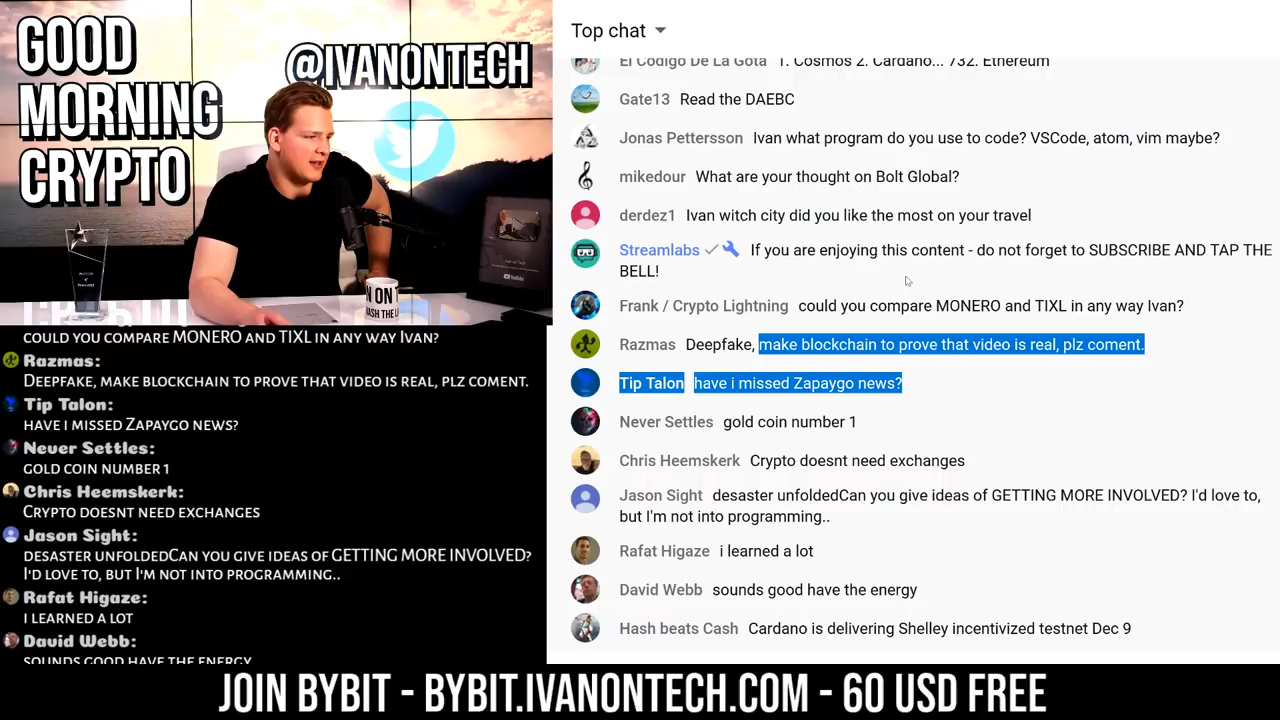 GOOD
MORNING
CRYPTO
@IVANONTECH
COULD YOU COMPARE MONERO AND TIXL IN ANY WAY IVAN?
Razmas:
DEEPFAKE, MAKE BLOCKCHAIN TO PROVE THAT VIDEO IS REAL, PLZ COMENT.
Tip Talon:
HAVE I MISSED ZAPAYGO NEWS?
Never Settles:
GOLD COIN NUMBER 1
Chris Heemskerk:
CRYPTO DOESNT NEED EXCHANGES
Jason Sight:
DESASTER UNFOLDEDCAN YOU GIVE IDEAS OF GETTING MORE INVOLVED?
I'D LOVE TO, BUT I'M NOT INTO PROGRAMMING..
Rafat Higaze:
I LEARNED A LOT
David Webb:
SOUNDS GOOD HAVE THE ENERGY
Top chat
El Codigo De La Gota 1. Cosmos 2. Cardano... 732. Ethereum
Gate13 Read the DAEBC
Jonas Pettersson Ivan what program do you use to code? VSCode, atom, vim maybe?
mikedour What are your thought on Bolt Global?
derdez1 Ivan witch city did you like the most on your travel
Streamlabs If you are enjoying this content - do not forget to SUBSCRIBE AND TAP THE
BELL!
Frank / Crypto Lightning could you compare MONERO and TIXL in any way Ivan?
Razmas Deepfake, make blockchain to prove that video is real, plz coment.
Tip Talon have i missed Zapaygo news?
Never Settles gold coin number 1
Chris Heemskerk Crypto doesnt need exchanges
Jason Sight desaster unfoldedCan you give ideas of GETTING MORE INVOLVED? I'd love to,
but I'm not into programming..
Rafat Higaze i learned a lot
David Webb sounds good have the energy
Hash beats Cash Cardano is delivering Shelley incentivized testnet Dec 9
JOIN BYBIT - BYBIT.IVANONTECH.COM - 60 USD FREE